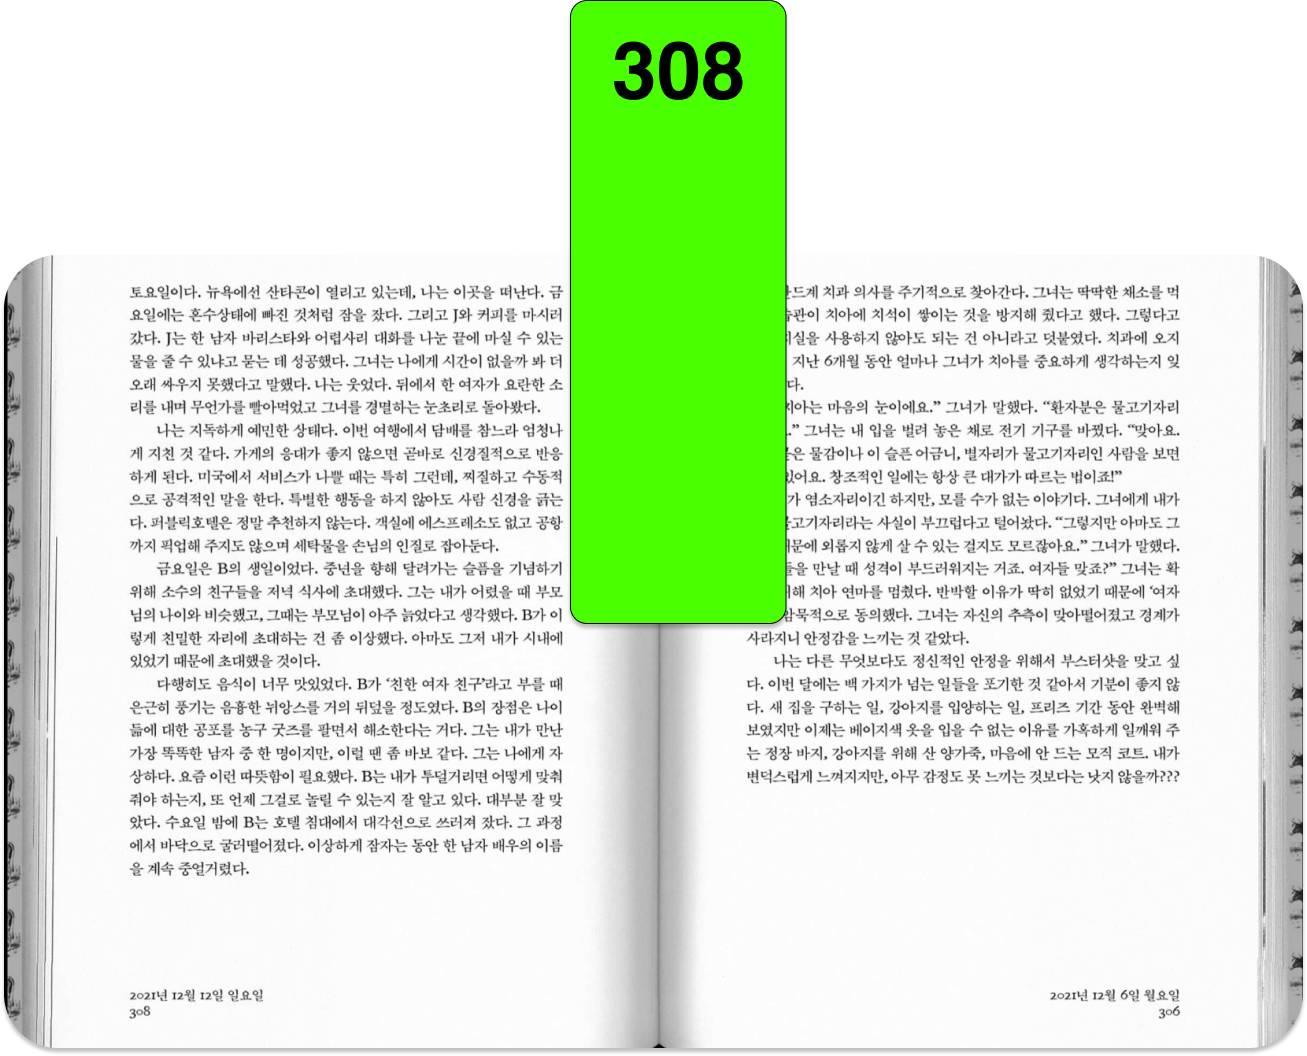 308
토요일이다. 뉴욕에선 산타콘이 열리고 있는데, 나는 이곳을 떠난다. 금
요일에는 혼수상태에 빠진 것처럼 잠을 잤다. 그리고 J와 커피를 마시러
갔다. J는 한 남자 바리스타와 어렵사리 대화를 나눈 끝에 마실 수 있는
물을 줄 수 있냐고 묻는 데 성공했다. 그녀는 나에게 시간이 없을까 봐 더
오래 싸우지 못했다고 말했다. 나는 웃었다. 뒤에서 한 여자가 요란한 소
리를 내며 무언가를 빨아먹었고 그녀를 경멸하는 눈초리로 돌아봤다.
나는 지독하게 예민한 상태다. 이번 여행에서 담배를 참느라 엄청나
게 지친 것 같다. 가게의 응대가 좋지 않으면 곧바로 신경질적으로 반응
하게 된다. 미국에서 서비스가 나쁠 때는 특히 그런데, 찌질하고 수동적
으로 공격적인 말을 한다. 특별한 행동을 하지 않아도 사람 신경을 긁는
다. 퍼블릭호텔은 정말 추천하지 않는다. 객실에 에스프레소도 없고 공항
까지 픽업해 주지도 않으며 세탁물을 손님의 인질로 잡아둔다.
금요일은 B의 생일이었다. 중년을 향해 달려가는 슬픔을 기념하기
위해 소수의 친구들을 저녁 식사에 초대했다. 그는 내가 어렸을 때 부모
님의 나이와 비슷했고, 그때는 부모님이 아주 늙었다고 생각했다. B가 이
렇게 친밀한 자리에 초대하는 건 좀 이상했다. 아마도 그저 내가 시내에
있었기 때문에 초대했을 것이다.
다행히도 음식이 너무 맛있었다. B가 ‘친한 여자 친구’라고 부를 때
은근히 풍기는 음흉한 뉘앙스를 거의 뒤덮을 정도였다. B의 장점은 나이
듦에 대한 공포를 농구 굿즈를 팔면서 해소한다는 거다. 그는 내가 만난
가장 똑똑한 남자 중 한 명이지만, 이럴 땐 좀 바보 같다. 그는 나에게 자
상하다. 요즘 이런 따뜻함이 필요했다. B는 내가 투덜거리면 어떻게 맞춰
줘야 하는지, 또 언제 그걸로 놀릴 수 있는지 잘 알고 있다. 대부분 잘 맞
았다. 수요일 밤에 B는 호텔 침대에서 대각선으로 쓰러져 잤다. 그 과정
에서 바닥으로 굴러떨어졌다. 이상하게 잠자는 동안 한 남자 배우의 이름
을 계속 중얼거렸다.
2021년 12월 12일 일요일
308
치과 의사를 주기적으로 찾아간다. 그녀는 딱딱한 채소를 먹
치아에 치석이 쌓이는 것을 방지해 줬다고 했다. 그렇다고
사용하지 않아도 되는 건 아니라고 덧붙였다. 치과에 오지
지난 6개월 동안 얼마나 그녀가 치아를 중요하게 생각하는지 잊
다.
마음의 눈이에요.” 그녀가 말했다. “환자분은 물고기자리
.” 그녀는 내 입을 벌려 놓은 채로 전기 기구를 바꿨다. “맞아요.
물감이나 이 슬픈 어금니, 별자리가 물고기자리인 사람을 보면
있어요. 창조적인 일에는 항상 큰 대가가 따르는 법이죠!”
가 염소자리이긴 하지만, 모를 수가 없는 이야기다. 그녀에게 내가
물고기자리라는 사실이 부끄럽다고 털어놨다. “그렇지만 아마도 그
때문에 외롭지 않게 살 수 있는 걸지도 모르잖아요.” 그녀가 말했다.
들을 만날 때 성격이 부드러워지는 거죠. 여자들 맞죠?” 그녀는 확
치아 연마를 멈췄다. 반박할 이유가 딱히 없었기 때문에 ‘여자
암묵적으로 동의했다. 그녀는 자신의 추측이 맞아떨어졌고 경계가
사라지니 안정감을 느끼는 것 같았다.
나는 다른 무엇보다도 정신적인 안정을 위해서 부스터샷을 맞고 싶
다. 이번 달에는 백 가지가 넘는 일들을 포기한 것 같아서 기분이 좋지 않
다. 새 집을 구하는 일, 강아지를 입양하는 일, 프리즈 기간 동안 완벽해
보였지만 이제는 베이지색 옷을 입을 수 없는 이유를 가혹하게 일깨워 주
는 정장 바지, 강아지를 위해 산 양가죽, 마음에 안 드는 모직 코트. 내가
변덕스럽게 느껴지지만, 아무 감정도 못 느끼는 것보다는 낫지 않을까???
2021년 12월 6일 월요일
306